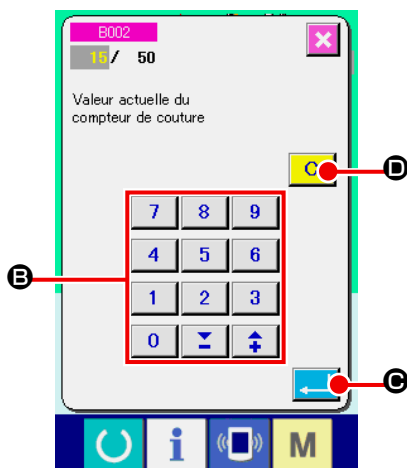 B002
15/ 50
Valeur actuelle du
compteur de couture
C
D
7 8 9
4 5 6
B
1 2 3
0
C
i M